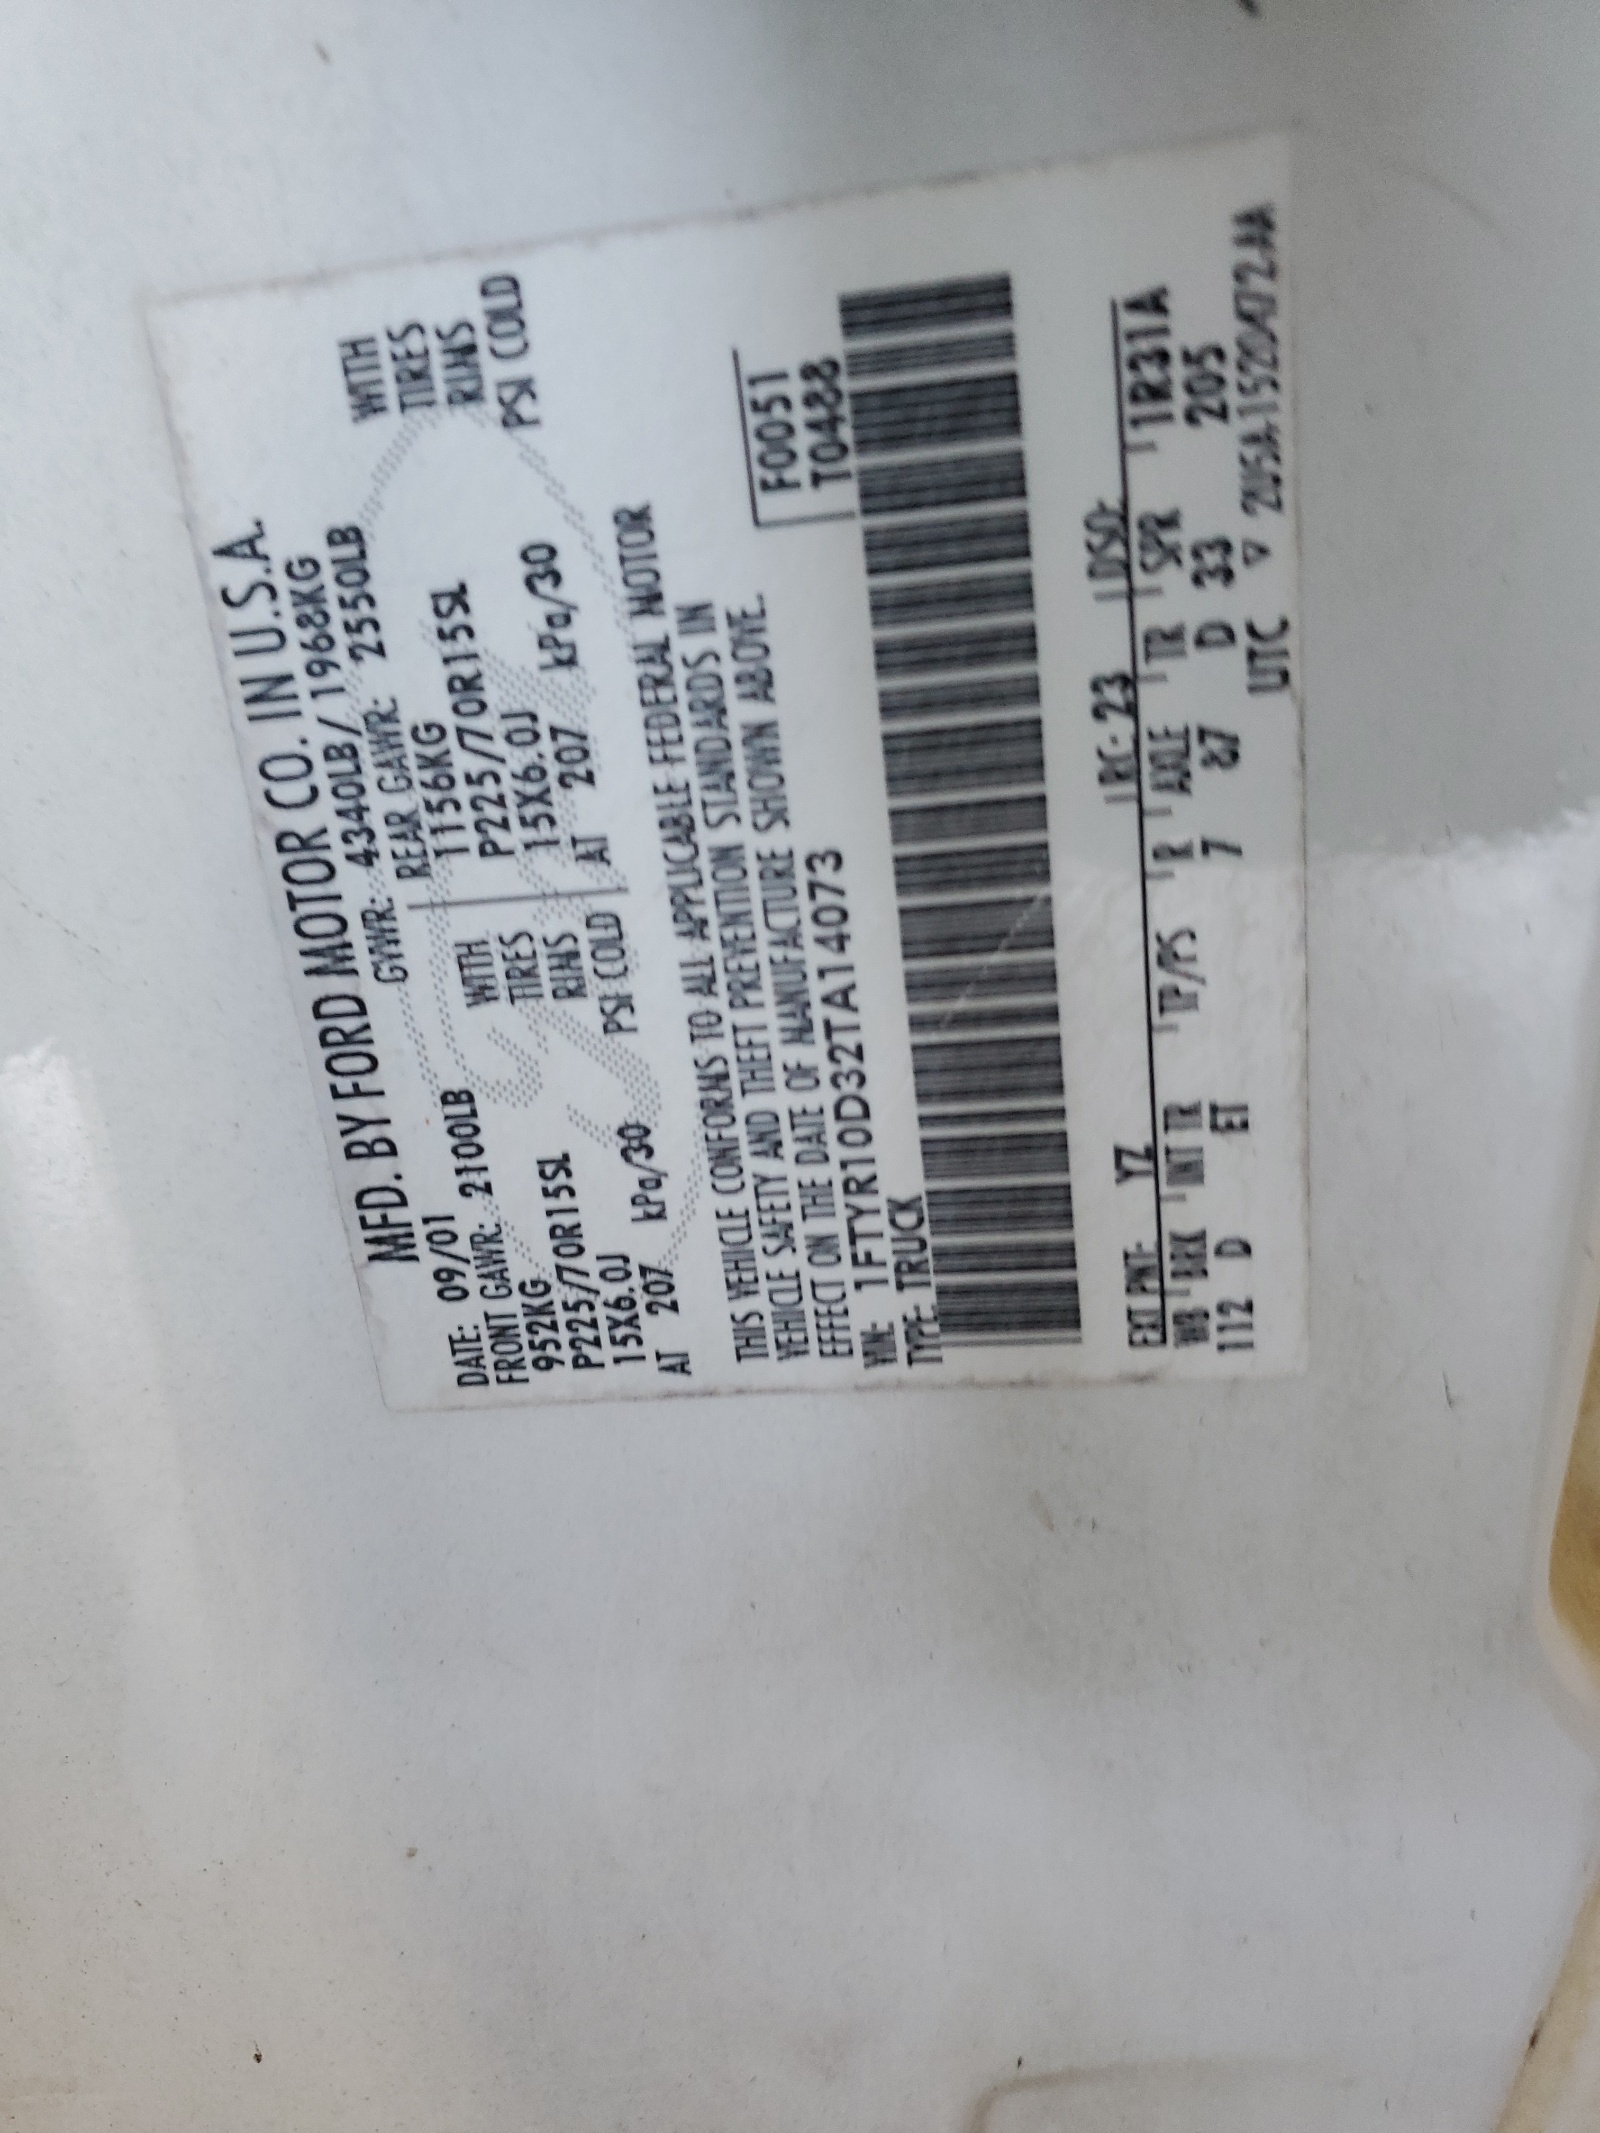 MFD. BY FORD MOTOR CO. IN U.S.A.
DATE: 09/01 GVWR: 4340LB/ 1968KG
FRONT GAWR: 2100LB REAR GAWR: 2550LB
952KG WITH 1156KG WITH
P225/70R15SL TIRES P225/70R15SL TIRES
15X6.0J RIMS 15X6.0J RIMS
AT 207 kPa/30 PSI COLD AT 207 kPa/30 PSI COLD
THIS VEHICLE CONFORMS TO ALL APPLICABLE FEDERAL MOTOR
VEHICLE SAFETY AND THEFT PREVENTION STANDARDS IN
EFFECT ON THE DATE OF MANUFACTURE SHOWN ABOVE.
VIN: 1FTYR10D32TA14073 F0051
TYPE: TRUCK T0488
EXT PNT: YZ RC: 23 DSO:
WB BRK INT TR TP/PS R AXLE TR SPR 1R31A
112 D ET 7 87 D 33 205
UTC